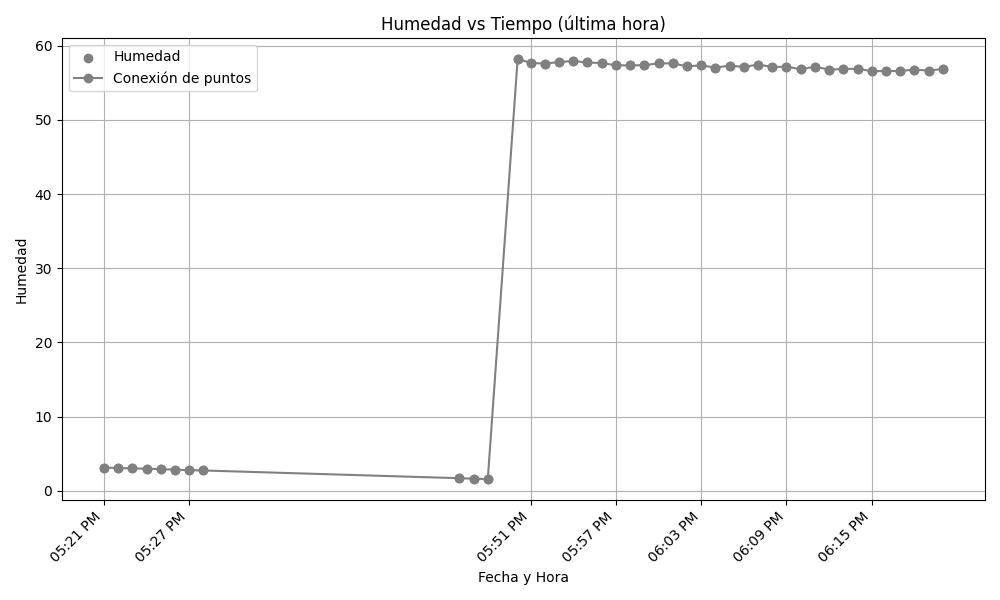 Humedad vs Tiempo (última hora)
Humedad
Conexión de puntos
60
50
40
30
20
10
0
Humedad
05:21 PM
05:27 PM
05:51 PM
05:57 PM
06:03 PM
06:09 PM
06:15 PM
Fecha y Hora